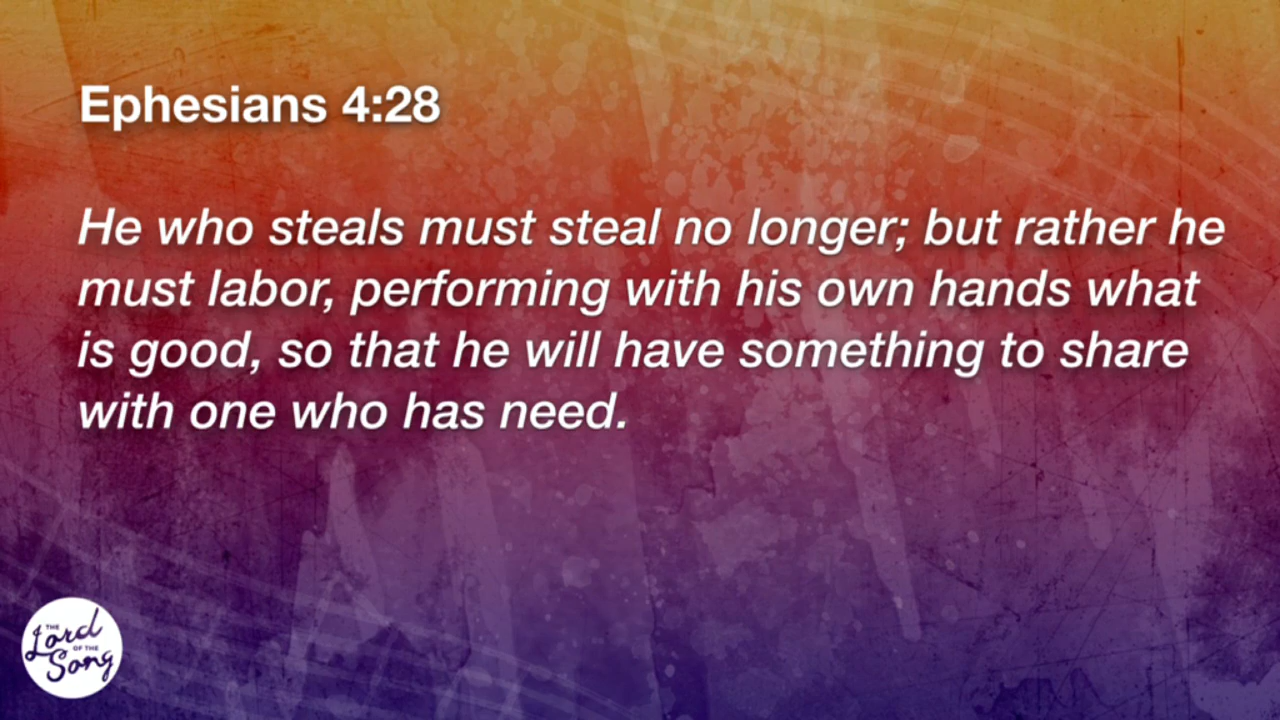 Ephesians 4:28
He who steals must steal no longer; but rather he
must labor, performing with his own hands what
is good, so that he will have something to share
with one who has need.
THE
Lord
OF THE
Song